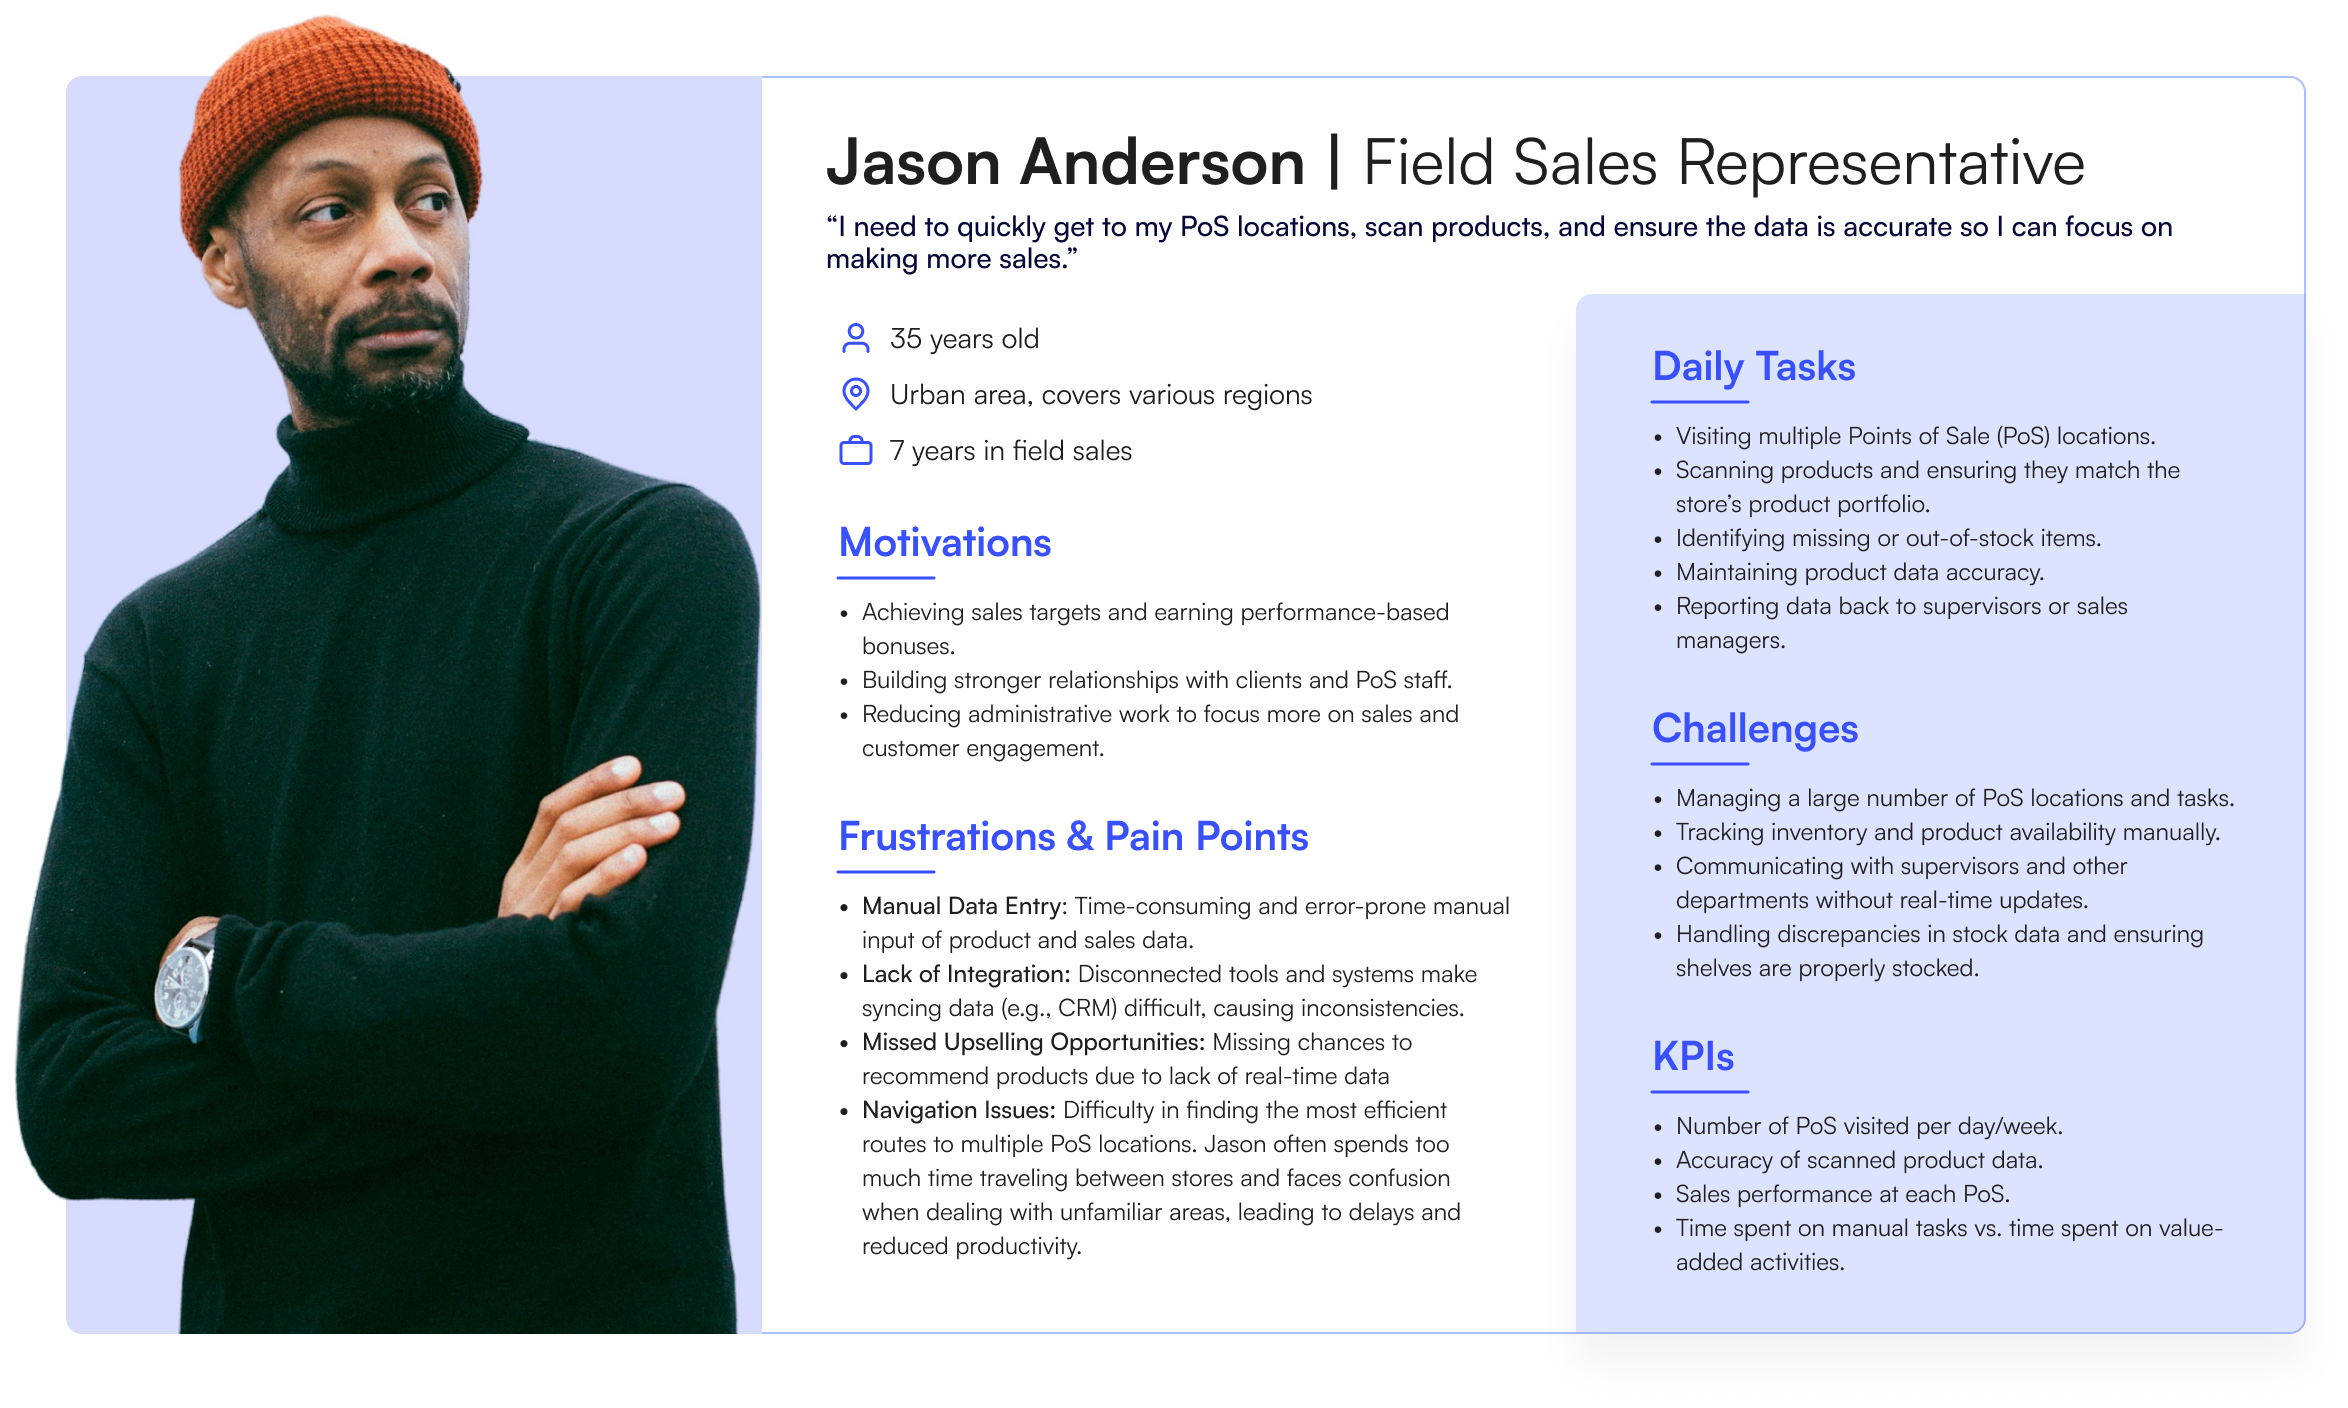 Jason Anderson | Field Sales Representative
“I need to quickly get to my PoS locations, scan products, and ensure the data is accurate so I can focus on
making more sales.”
35 years old
Urban area, covers various regions
7 years in field sales
Motivations
• Achieving sales targets and earning performance-based
bonuses.
• Building stronger relationships with clients and PoS staff.
• Reducing administrative work to focus more on sales and
customer engagement.
Frustrations & Pain Points
• Manual Data Entry: Time-consuming and error-prone manual
input of product and sales data.
• Lack of Integration: Disconnected tools and systems make
syncing data (e.g., CRM) difficult, causing inconsistencies.
• Missed Upselling Opportunities: Missing chances to
recommend products due to lack of real-time data
• Navigation Issues: Difficulty in finding the most efficient
routes to multiple PoS locations. Jason often spends too
much time traveling between stores and faces confusion
when dealing with unfamiliar areas, leading to delays and
reduced productivity.
Daily Tasks
• Visiting multiple Points of Sale (PoS) locations.
• Scanning products and ensuring they match the
store’s product portfolio.
• Identifying missing or out-of-stock items.
• Maintaining product data accuracy.
• Reporting data back to supervisors or sales
managers.
Challenges
• Managing a large number of PoS locations and tasks.
• Tracking inventory and product availability manually.
• Communicating with supervisors and other
departments without real-time updates.
• Handling discrepancies in stock data and ensuring
shelves are properly stocked.
KPIs
• Number of PoS visited per day/week.
• Accuracy of scanned product data.
• Sales performance at each PoS.
• Time spent on manual tasks vs. time spent on value-
added activities.